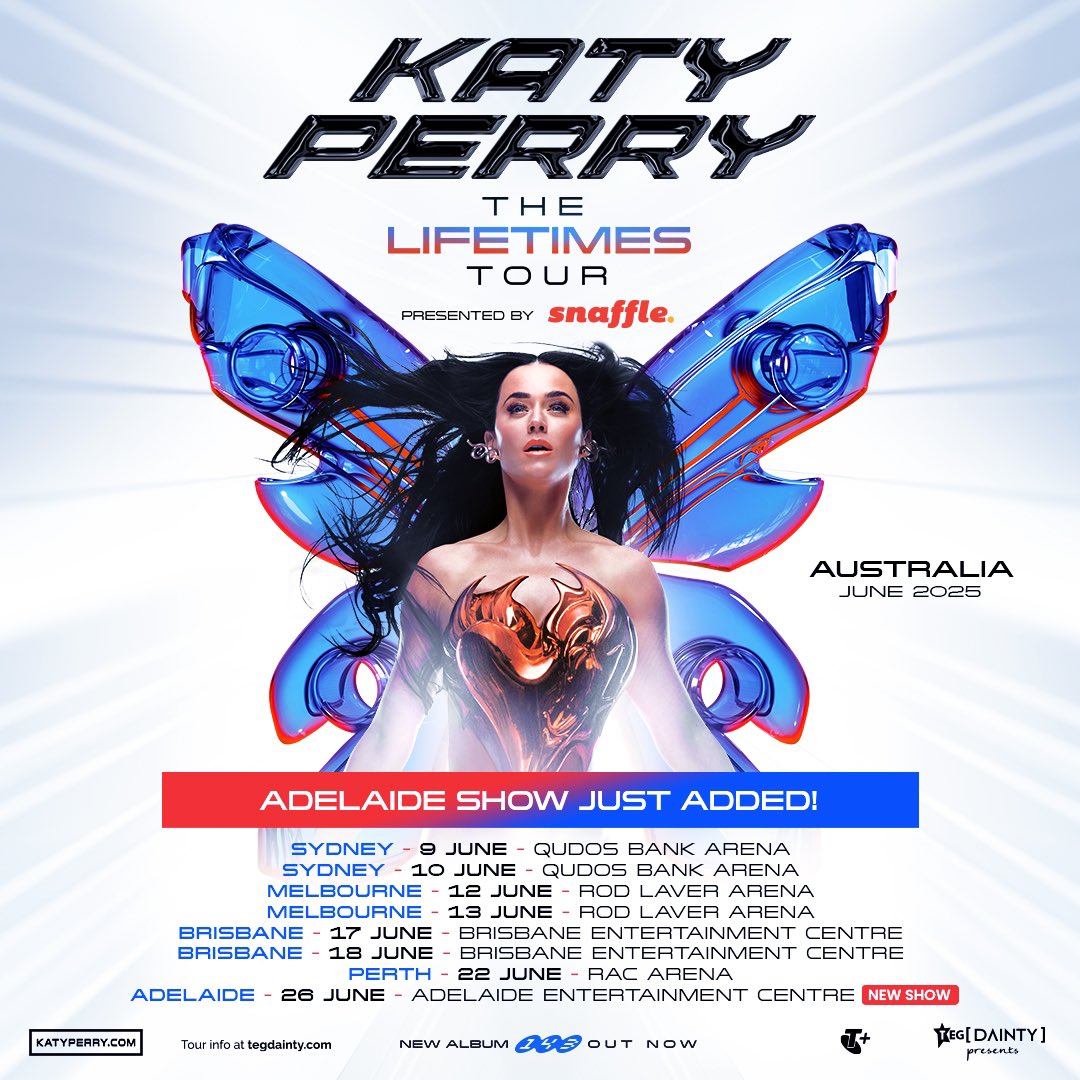 KATY
PERRY
THE
LIFETIMES
TOUR
PRESENTED BY snaffle.
AUSTRALIA
JUNE 2025
ADELAIDE SHOW JUST ADDED!
SYDNEY - 9 JUNE - QUDOS BANK ARENA
SYDNEY - 10 JUNE - QUDOS BANK ARENA
MELBOURNE - 12 JUNE - ROD LAVER ARENA
MELBOURNE - 13 JUNE - ROD LAVER ARENA
BRISBANE - 17 JUNE - BRISBANE ENTERTAINMENT CENTRE
BRISBANE - 18 JUNE - BRISBANE ENTERTAINMENT CENTRE
PERTH - 22 JUNE - RAC ARENA
ADELAIDE - 26 JUNE - ADELAIDE ENTERTAINMENT CENTRE NEW SHOW
KATYPERRY.COM Tour info at tegdainty.com NEW ALBUM 143 OUT NOW T+ TEG[DAINTY]
presents